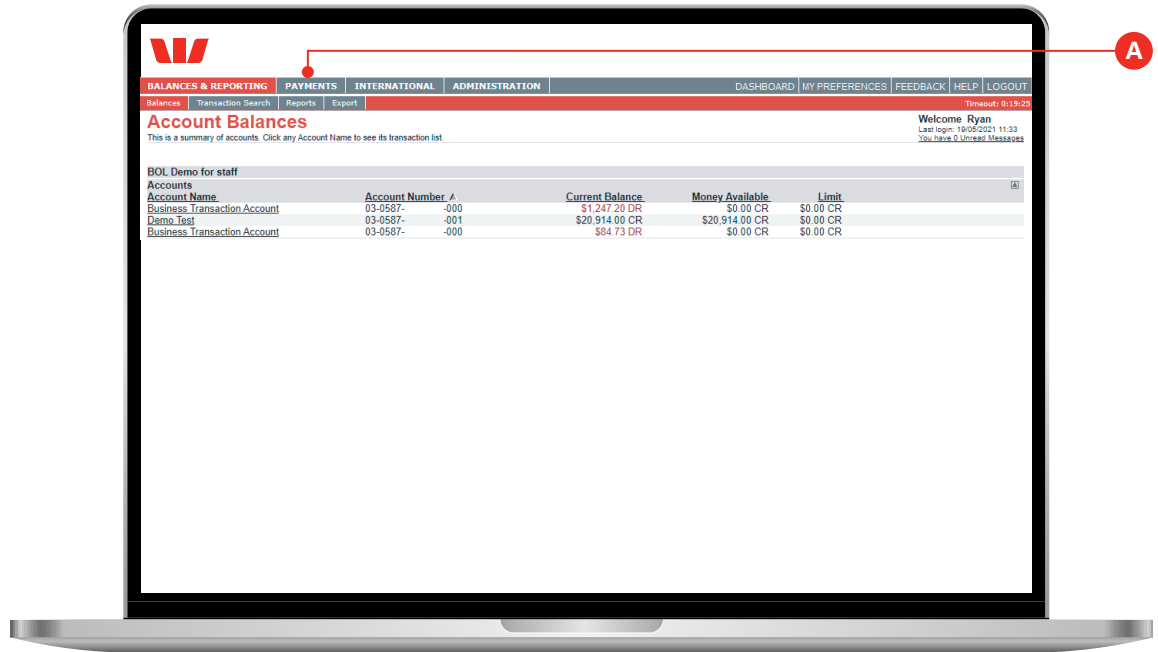 A
BALANCES & REPORTING PAYMENTS INTERNATIONAL ADMINISTRATION DASHBOARD MY PREFERENCES FEEDBACK HELP LOGOUT
Balances Transaction Search Reports Export Timeout: 0:19:25
Account Balances Welcome Ryan
Last login: 19/05/2021 11:33
This is a summary of accounts. Click any Account Name to see its transaction list. You have 0 Unread Messages
BOL Demo for staff
Accounts
Account Name Account Number Current Balance Money Available Limit
Business Transaction Account 03-0587- -000 $1,247.20 DR $0.00 CR $0.00 CR
Demo Test 03-0587- -001 $20,914.00 CR $20,914.00 CR $0.00 CR
Business Transaction Account 03-0587- -000 $84.73 DR $0.00 CR $0.00 CR